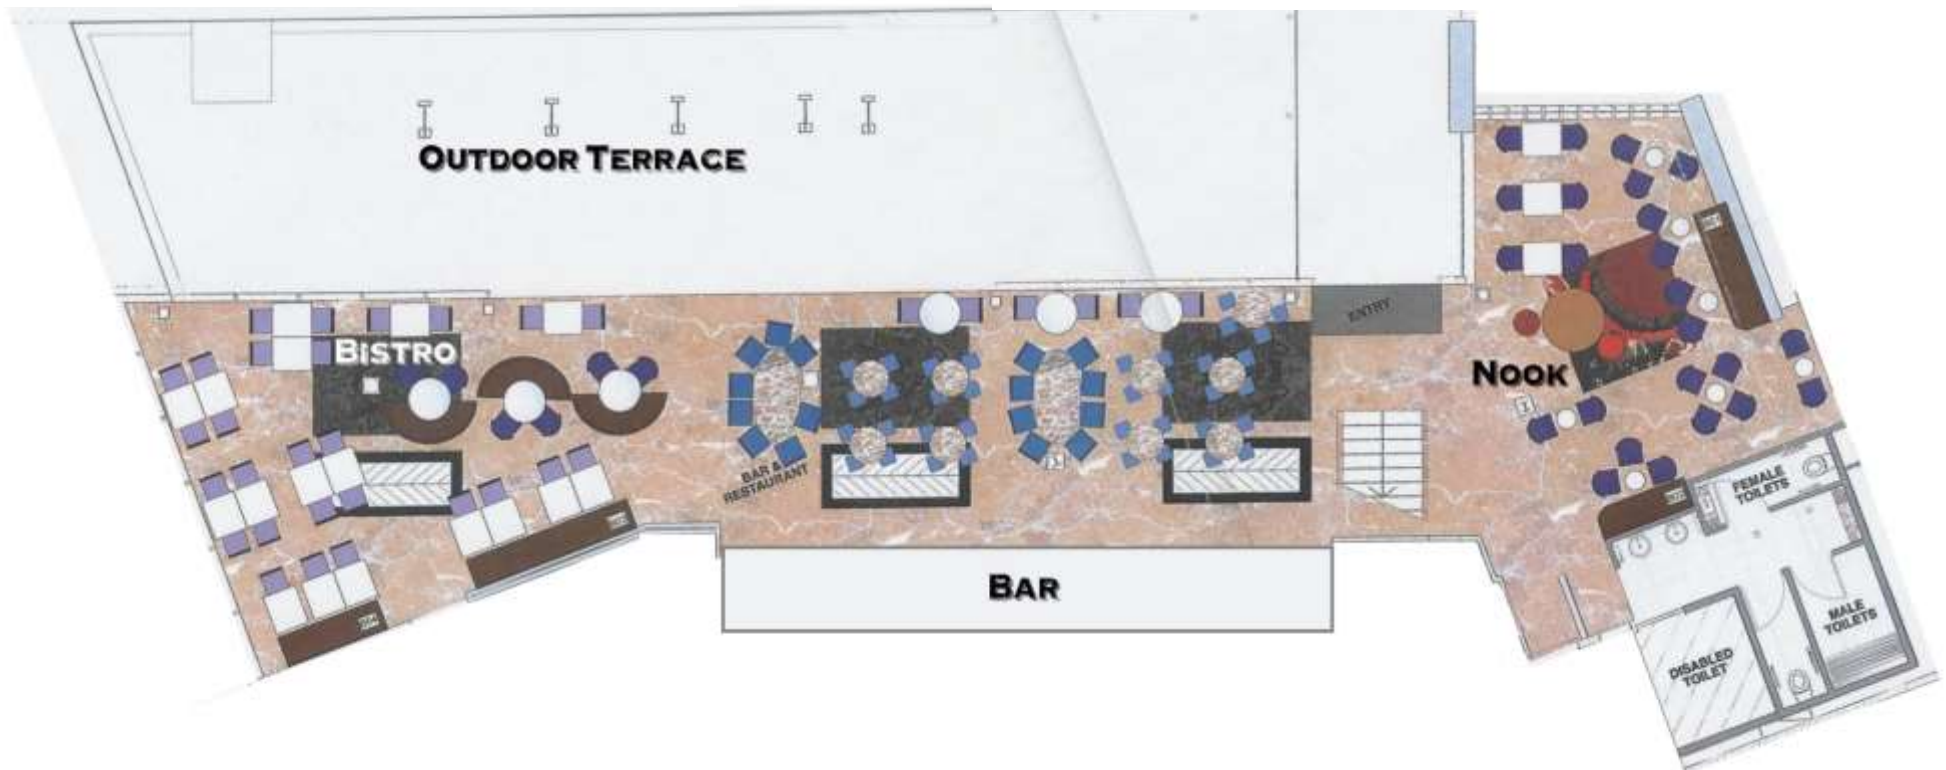 OUTDOOR TERRACE
ENTRY
BISTRO
NOOK
BAR &
RESTAURANT
FEMALE
TOILETS
BAR
MALE
TOILETS
DISABLED
TOILET